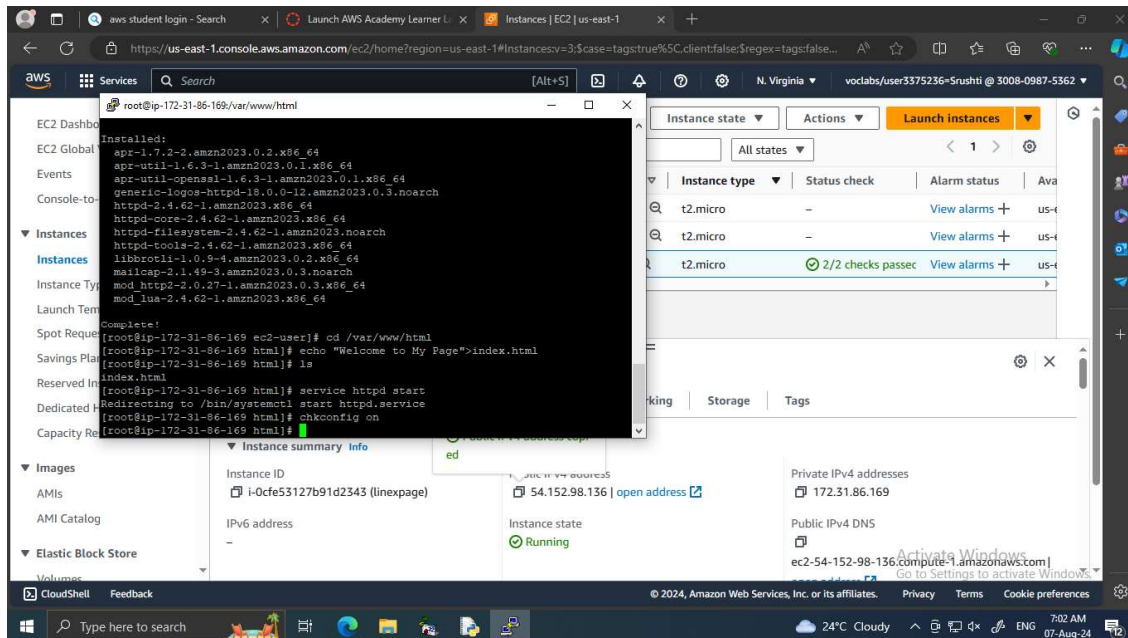 aws student login - Search
Launch AWS Academy Learner L
Instances | EC2 | us-east-1
https://us-east-1.console.aws.amazon.com/ec2/home?region=us-east-1#Instances:v=3;$case=tags:true%5C,client:false;$regex=tags:false...
aws
Services
Search
[Alt+S]
N. Virginia
voclabs/user3375236=Srushti @ 3008-0987-5362
root@ip-172-31-86-169:/var/www/html
Installed:
apr-1.7.2-2.amzn2023.0.2.x86_64
apr-util-1.6.3-1.amzn2023.0.1.x86_64
apr-util-openssl-1.6.3-1.amzn2023.0.1.x86_64
generic-logos-httpd-18.0.0-12.amzn2023.0.3.noarch
httpd-2.4.62-1.amzn2023.x86_64
httpd-core-2.4.62-1.amzn2023.x86_64
httpd-filesystem-2.4.62-1.amzn2023.noarch
httpd-tools-2.4.62-1.amzn2023.x86_64
libbrotli-1.0.9-4.amzn2023.0.2.x86_64
mailcap-2.1.49-3.amzn2023.0.3.noarch
mod_http2-2.0.27-1.amzn2023.0.3.x86_64
mod_lua-2.4.62-1.amzn2023.x86_64
Complete!
[root@ip-172-31-86-169 ec2-user]# cd /var/www/html
[root@ip-172-31-86-169 html]# echo "Welcome to My Page">index.html
[root@ip-172-31-86-169 html]# ls
index.html
[root@ip-172-31-86-169 html]# service httpd start
Redirecting to /bin/systemctl start httpd.service
[root@ip-172-31-86-169 html]# chkconfig on
[root@ip-172-31-86-169 html]#
EC2 Dashbo
EC2 Global
Events
Console-to-
Instances
Instances
Instance Typ
Launch Tem
Spot Reque
Savings Pla
Reserved In
Dedicated H
Capacity Re
Images
AMIs
AMI Catalog
Elastic Block Store
Volumes
Instance state
Actions
Launch instances
All states
1
Instance type
Status check
Alarm status
Ava
t2.micro
–
View alarms +
us-e
t2.micro
–
View alarms +
us-e
t2.micro
2/2 checks passec
View alarms +
us-e
king
Storage
Tags
ed
Instance summary Info
Instance ID
i-0cfe53127b91d2343 (linexpage)
54.152.98.136 | open address
Private IPv4 addresses
172.31.86.169
IPv6 address
–
Instance state
Running
Public IPv4 DNS
ec2-54-152-98-136.compute-1.amazonaws.com |
Activate Windows
Go to Settings to activate Windows.
CloudShell
Feedback
© 2024, Amazon Web Services, Inc. or its affiliates.
Privacy
Terms
Cookie preferences
Type here to search
24°C Cloudy
ENG
7:02 AM
07-Aug-24